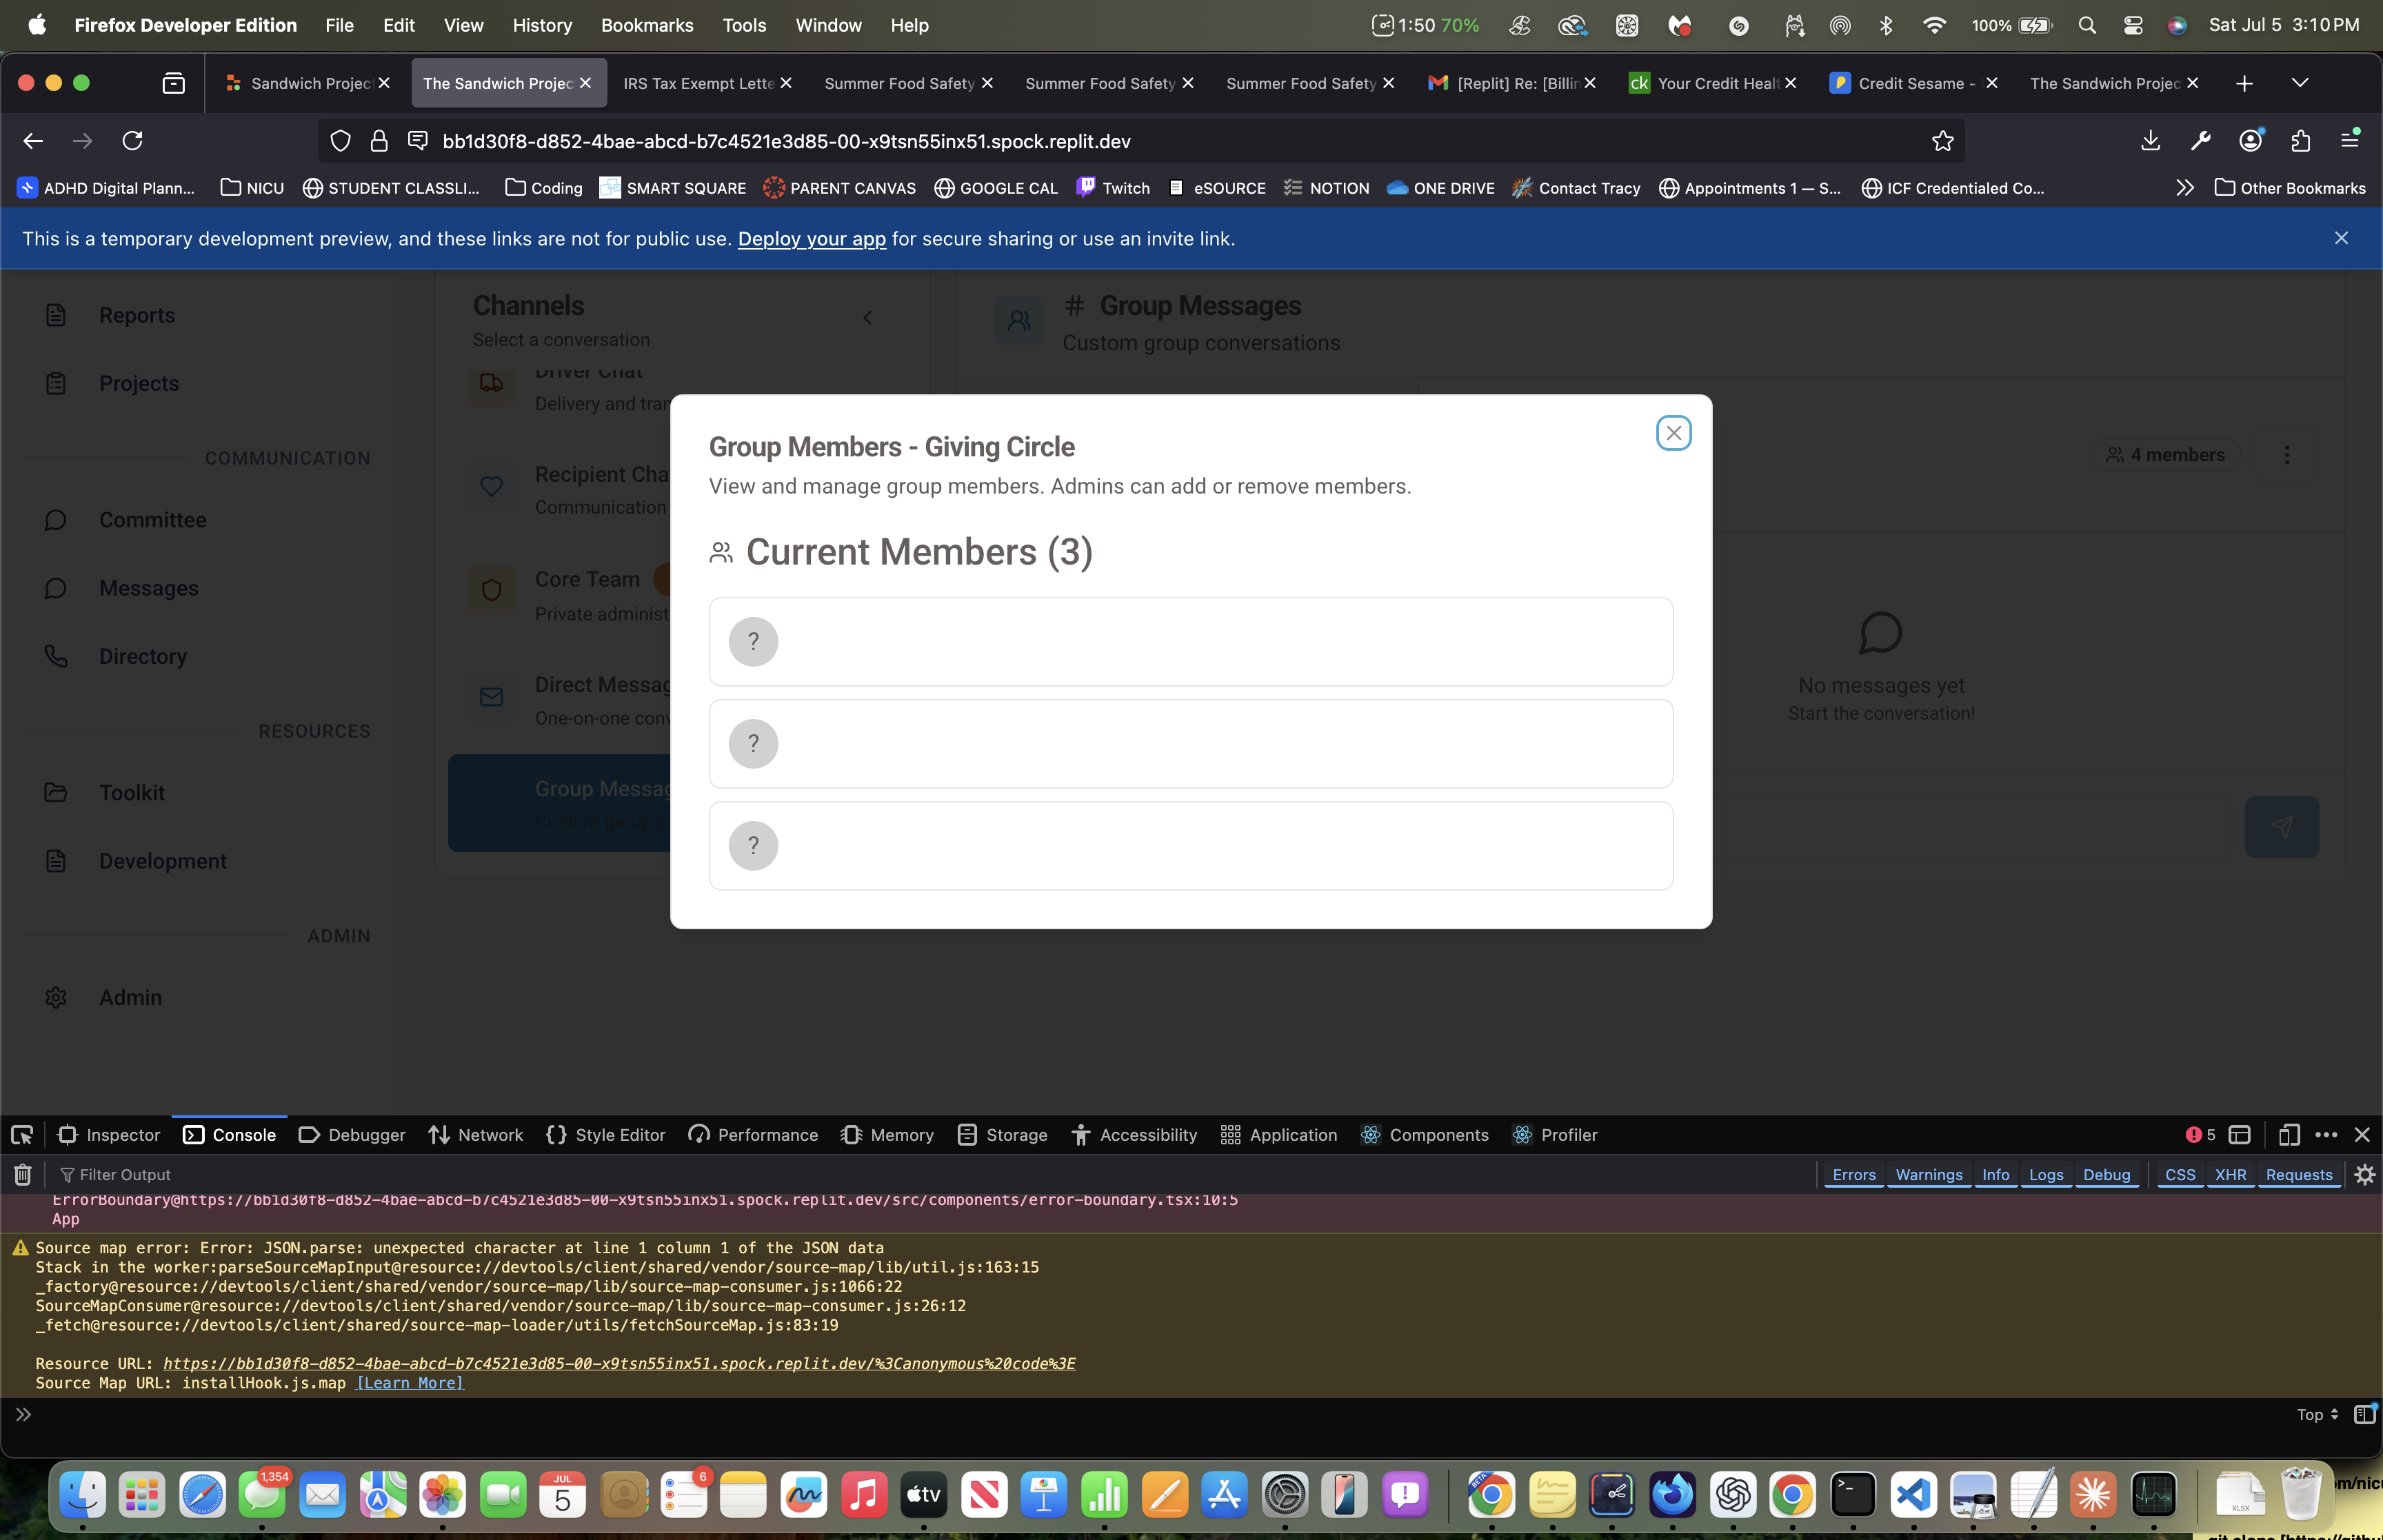 Firefox Developer Edition File Edit View History Bookmarks Tools Window Help 1:50 70% 100% Sat Jul 5 3:10 PM
Sandwich Project The Sandwich Projec IRS Tax Exempt Lette Summer Food Safety Summer Food Safety Summer Food Safety [Replit] Re: [Billin Your Credit Healt Credit Sesame - The Sandwich Projec
bb1d30f8-d852-4bae-abcd-b7c4521e3d85-00-x9tsn55inx51.spock.replit.dev
ADHD Digital Plann... NICU STUDENT CLASSLI... Coding SMART SQUARE PARENT CANVAS GOOGLE CAL Twitch eSOURCE NOTION ONE DRIVE Contact Tracy Appointments 1 — S... ICF Credentialed Co... Other Bookmarks
This is a temporary development preview, and these links are not for public use. Deploy your app for secure sharing or use an invite link.
Reports
Projects
COMMUNICATION
Committee
Messages
Directory
RESOURCES
Toolkit
Development
ADMIN
Admin
Channels
Select a conversation
Driver Chat
Delivery and tran
Recipient Cha
Communication
Core Team
Private administ
Direct Messag
One-on-one conv
Group Messag
Custom group c
# Group Messages
Custom group conversations
4 members
No messages yet
Start the conversation!
Group Members - Giving Circle
View and manage group members. Admins can add or remove members.
Current Members (3)
?
?
?
Inspector Console Debugger Network Style Editor Performance Memory Storage Accessibility Application Components Profiler 5
Filter Output Errors Warnings Info Logs Debug CSS XHR Requests
ErrorBoundary@https://bb1d30f8-d852-4bae-abcd-b7c4521e3d85-00-x9tsn55inx51.spock.replit.dev/src/components/error-boundary.tsx:10:5
App
Source map error: Error: JSON.parse: unexpected character at line 1 column 1 of the JSON data
Stack in the worker:parseSourceMapInput@resource://devtools/client/shared/vendor/source-map/lib/util.js:163:15
_factory@resource://devtools/client/shared/vendor/source-map/lib/source-map-consumer.js:1066:22
SourceMapConsumer@resource://devtools/client/shared/vendor/source-map/lib/source-map-consumer.js:26:12
_fetch@resource://devtools/client/shared/source-map-loader/utils/fetchSourceMap.js:83:19
Resource URL: https://bb1d30f8-d852-4bae-abcd-b7c4521e3d85-00-x9tsn55inx51.spock.replit.dev/%3Canonymous%20code%3E
Source Map URL: installHook.js.map [Learn More]
Top
1,354
JUL
5
6
tv
BETA
XLSX